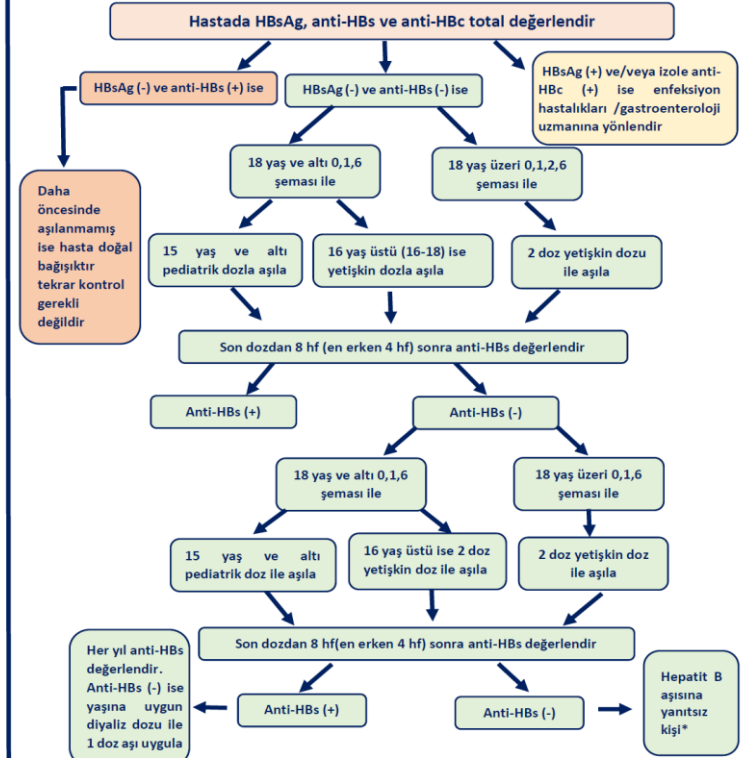 Hastada HBsAg, anti-HBs ve anti-HBc total değerlendir
HBsAg (-) ve anti-HBs (+) ise
HBsAg (-) ve anti-HBs (-) ise
HBsAg (+) ve/veya izole anti-
HBc (+) ise enfeksiyon
hastalıkları /gastroenteroloji
uzmanına yönlendir
Daha
öncesinde
aşılanmamış
ise hasta doğal
bağışıktır
tekrar kontrol
gerekli
değildir
18 yaş ve altı 0,1,6
şeması ile
18 yaş üzeri 0,1,2,6
şeması ile
15 yaş ve altı
pediatrik dozla aşıla
16 yaş üstü (16-18) ise
yetişkin dozla aşıla
2 doz yetişkin dozu
ile aşıla
Son dozdan 8 hf (en erken 4 hf) sonra anti-HBs değerlendir
Anti-HBs (+)
Anti-HBs (-)
18 yaş ve altı 0,1,6
şeması ile
18 yaş üzeri 0,1,6
şeması ile
15 yaş ve altı
pediatrik doz ile aşıla
16 yaş üstü ise 2 doz
yetişkin doz ile aşıla
2 doz yetişkin doz
ile aşıla
Son dozdan 8 hf(en erken 4 hf) sonra anti-HBs değerlendir
Her yıl anti-HBs
değerlendir.
Anti-HBs (-) ise
yaşına uygun
diyaliz dozu ile
1 doz aşı uygula
Anti-HBs (+)
Anti-HBs (-)
Hepatit B
aşısına
yanıtsız
kişi*